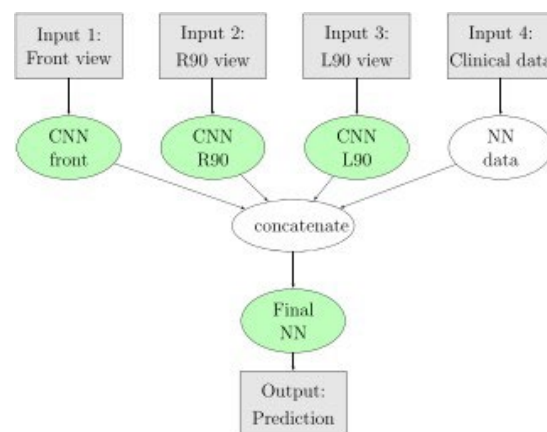 Input 1:
Front view
Input 2:
R90 view
Input 3:
L90 view
Input 4:
Clinical data
CNN
front
CNN
R90
CNN
L90
NN
data
concatenate
Final
NN
Output:
Prediction